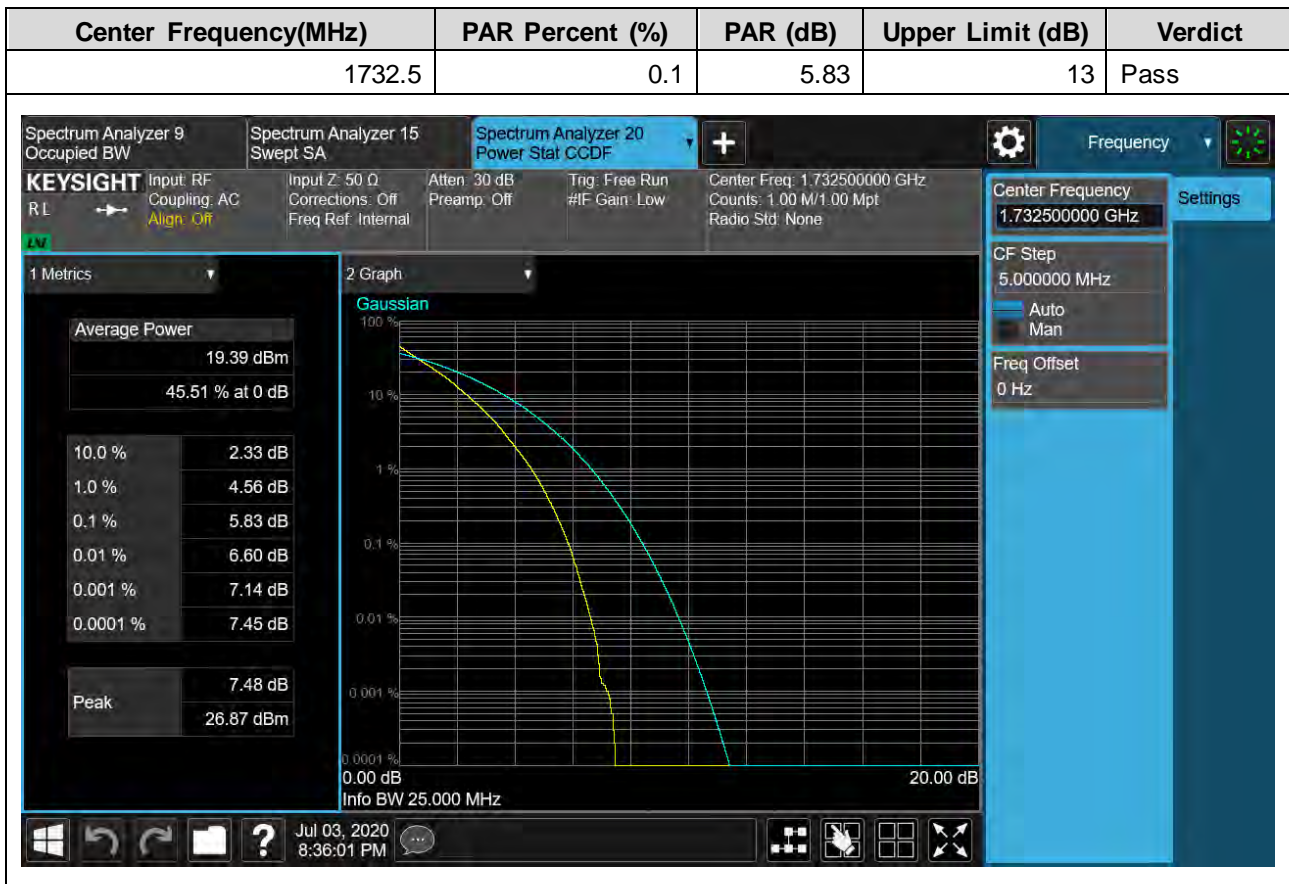 Center Frequency(MHz) PAR Percent (%) PAR (dB) Upper Limit (dB) Verdict
1732.5 0.1 5.83 13 Pass
Spectrum Analyzer 9 Spectrum Analyzer 15 Spectrum Analyzer 20
Occupied BW Swept SA Power Stat CCDF
+
Frequency
KEYSIGHT Input: RF Input Z: 50 Ω Atten: 30 dB Trig: Free Run Center Freq: 1.732500000 GHz
RL Coupling: AC Corrections: Off Preamp: Off #IF Gain: Low Counts: 1.00 M/1.00 Mpt
Align: Off Freq Ref: Internal Radio Std: None
Center Frequency Settings
1.732500000 GHz
CF Step
5.000000 MHz
Auto
Man
Freq Offset
0 Hz
1 Metrics
Average Power
19.39 dBm
45.51 % at 0 dB
10.0 % 2.33 dB
1.0 % 4.56 dB
0.1 % 5.83 dB
0.01 % 6.60 dB
0.001 % 7.14 dB
0.0001 % 7.45 dB
Peak 7.48 dB
26.87 dBm
2 Graph
Gaussian
100 %
10 %
1 %
0.1 %
0.01 %
0.001 %
0.0001 %
0.00 dB 20.00 dB
Info BW 25.000 MHz
? Jul 03, 2020
8:36:01 PM